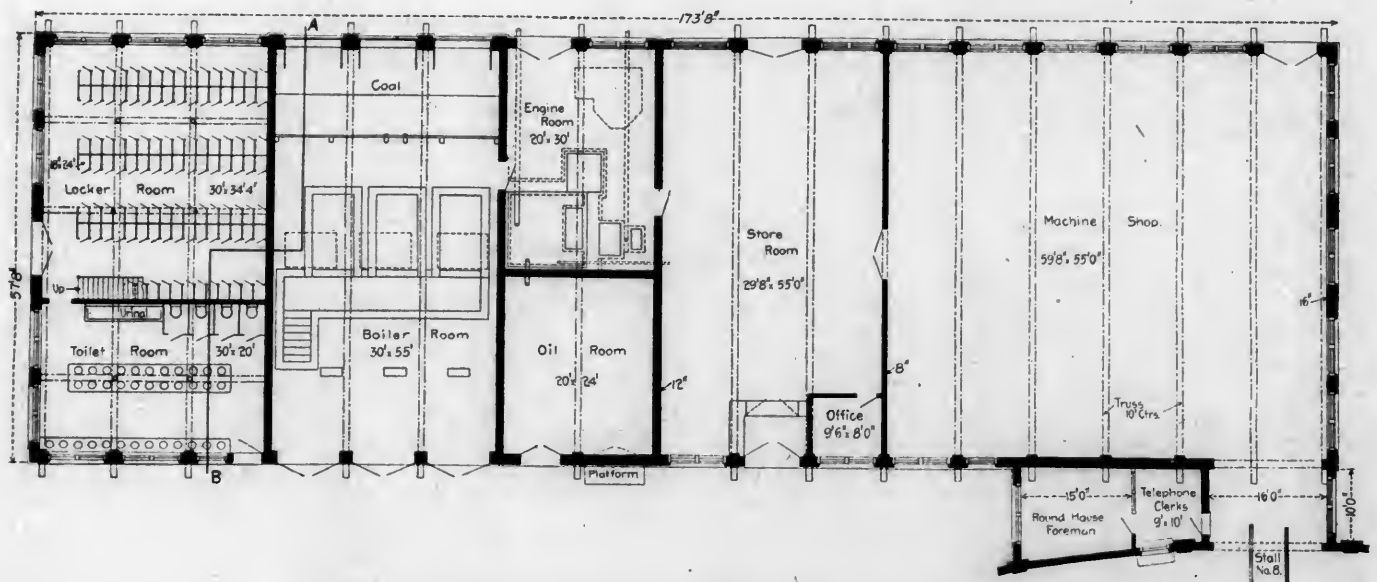 173'8"
A
57'8"
Coal
Engine
Room
20'×30'
18"×24"
Locker Room 30'×34'4"
Store
Room
29'8"×55'0"
Machine Shop.
59'8"×55'0"
Up
Urinal
16"
Toilet Room 30'×20'
Boiler Room
30'×55'
Oil Room
20'×24'
12"
8"
Office
9'6"×8'0"
Truss
10' Ctrs.
B
Platform
15'0"
Round House
Foreman
Telephone
Clerks
9'×10'
16'0"
10'0"
Stall
No. 8.